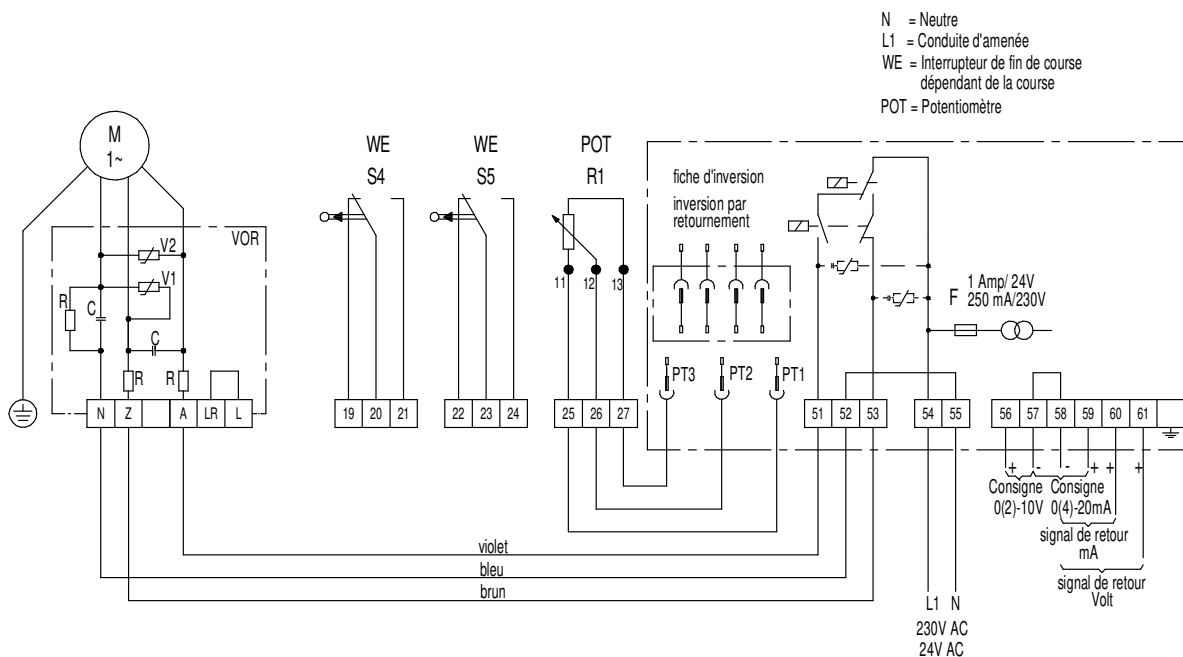 N = Neutre
L1 = Conduite d'amenée
WE = Interrupteur de fin de course
dépendant de la course
POT = Potentiomètre
M
1~
WE
S4
WE
S5
POT
R1
fiche d'inversion
inversion par
retournement
VOR
V2
V1
R
C
C
R
R
11
12
13
F
1 Amp/ 24V
250 mA/230V
PT3
PT2
PT1
N Z A LR L
19 20 21
22 23 24
25 26 27
51 52 53
54 55
56 57 58 59 60 61
+ - - + + +
Consigne
0(2)-10V
Consigne
0(4)-20mA
signal de retour
mA
signal de retour
Volt
violet
bleu
brun
L1 N
230V AC
24V AC